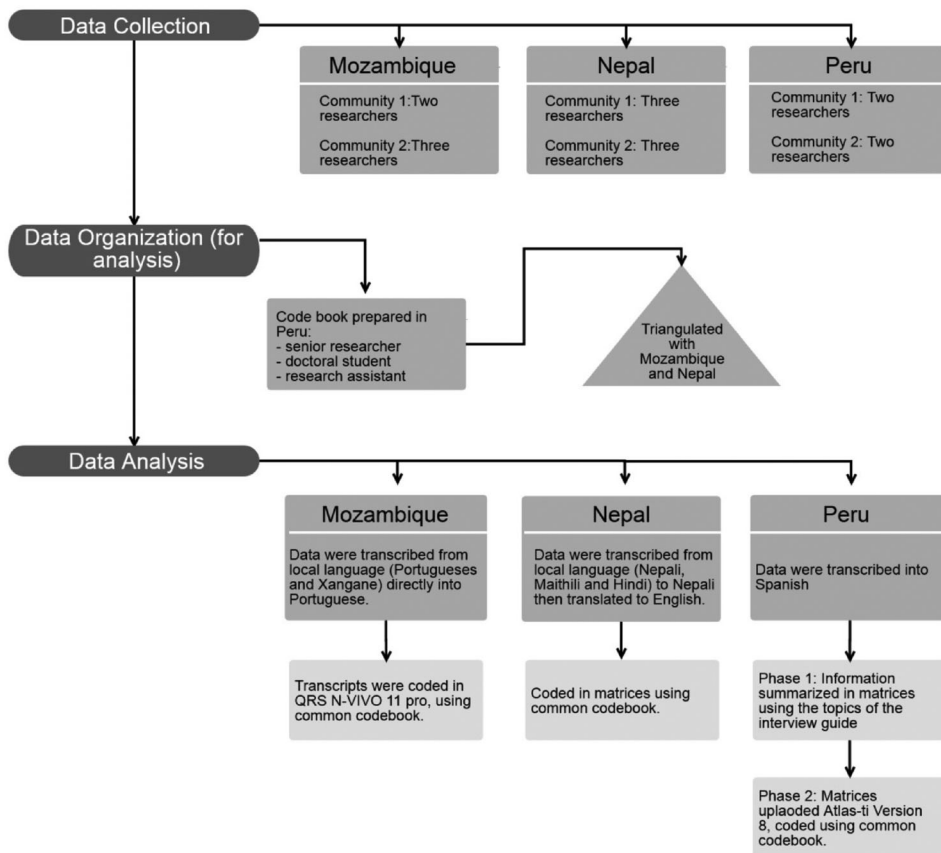 Data Collection
Mozambique
Community 1:Two
researchers
Community 2:Three
researchers
Nepal
Community 1: Three
researchers
Community 2: Three
researchers
Peru
Community 1: Two
researchers
Community 2: Two
researchers
Data Organization (for
analysis)
Code book prepared in
Peru:
- senior researcher
- doctoral student
- research assistant
Triangulated
with
Mozambique
and Nepal
Data Analysis
Mozambique
Data were transcribed from
local language (Portugueses
and Xangane) directly into
Portuguese.
Transcripts were coded in
QRS N-VIVO 11 pro, using
common codebook.
Nepal
Data were transcribed from
local language (Nepali,
Maithili and Hindi) to Nepali
then translated to English.
Coded in matrices using
common codebook.
Peru
Data were transcribed into
Spanish
Phase 1: Information
summarized in matrices
using the topics of the
interview guide
Phase 2: Matrices
uplaoded Atlas-ti Version
8, coded using common
codebook.